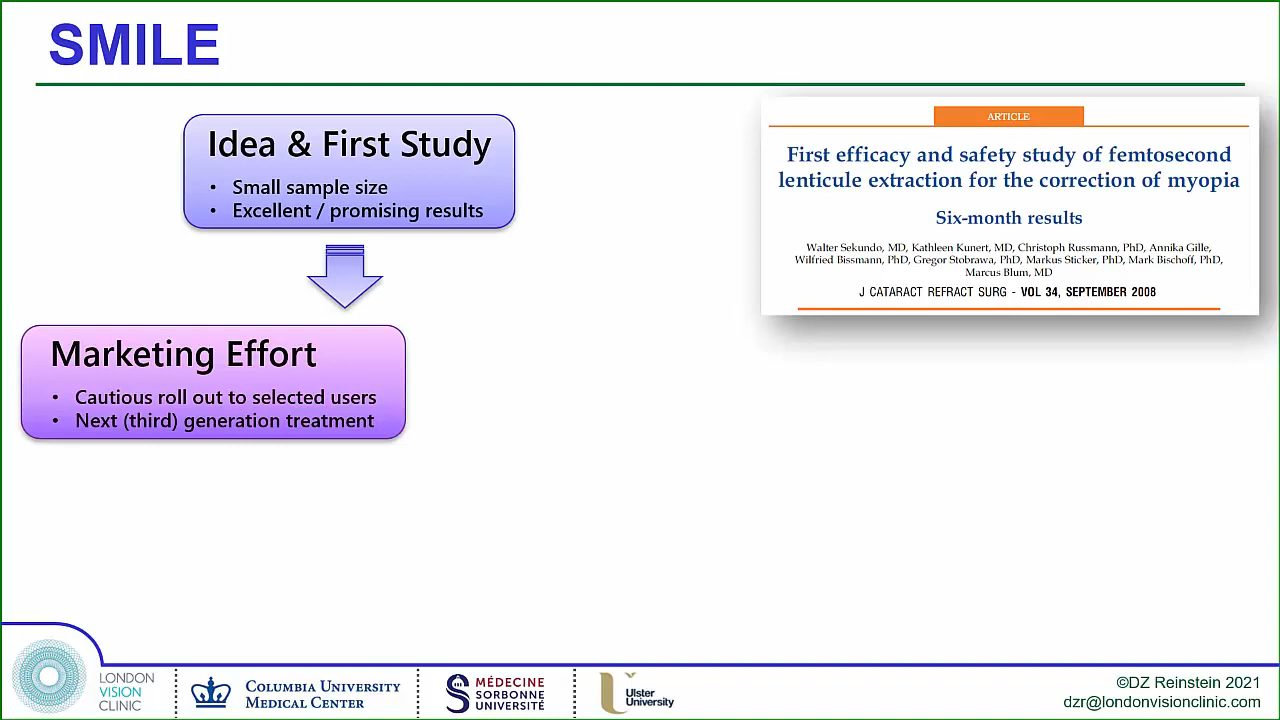 SMILE
Idea & First Study
• Small sample size
• Excellent / promising results
Marketing Effort
• Cautious roll out to selected users
• Next (third) generation treatment
ARTICLE
First efficacy and safety study of femtosecond
lenticule extraction for the correction of myopia
Six-month results
Walter Sekundo, MD, Kathleen Kunert, MD, Christoph Russmann, PhD, Annika Gille,
Wilfried Bissmann, PhD, Gregor Stobrawa, PhD, Markus Sticker, PhD, Mark Bischoff, PhD,
Marcus Blum, MD
J CATARACT REFRACT SURG - VOL 34, SEPTEMBER 2008
LONDON
VISION
CLINIC
COLUMBIA UNIVERSITY
MEDICAL CENTER
MÉDECINE
SORBONNE
UNIVERSITÉ
Ulster
University
©DZ Reinstein 2021
dzr@londonvisionclinic.com